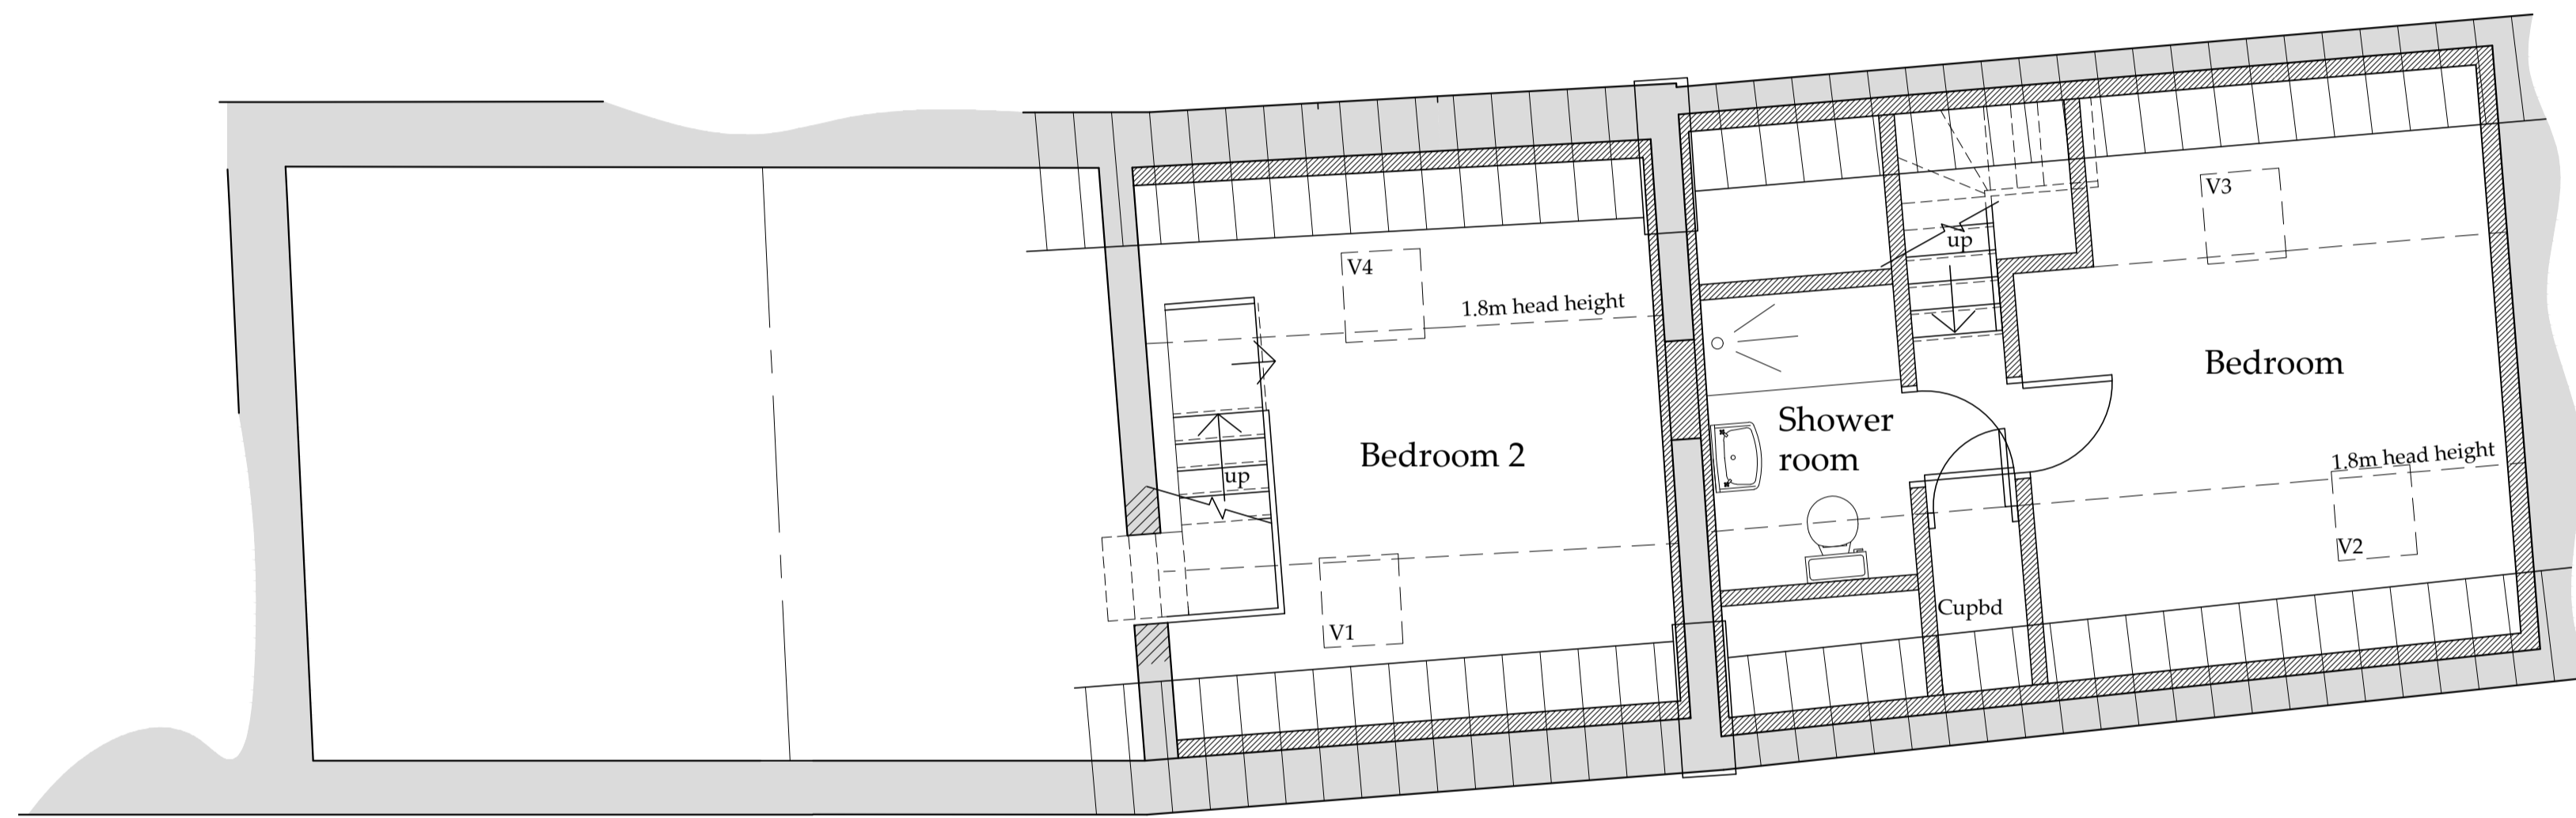 V4
1.8m head height
Bedroom 2
up
V1
up
Shower
room
Cupbd
V3
Bedroom
1.8m head height
V2